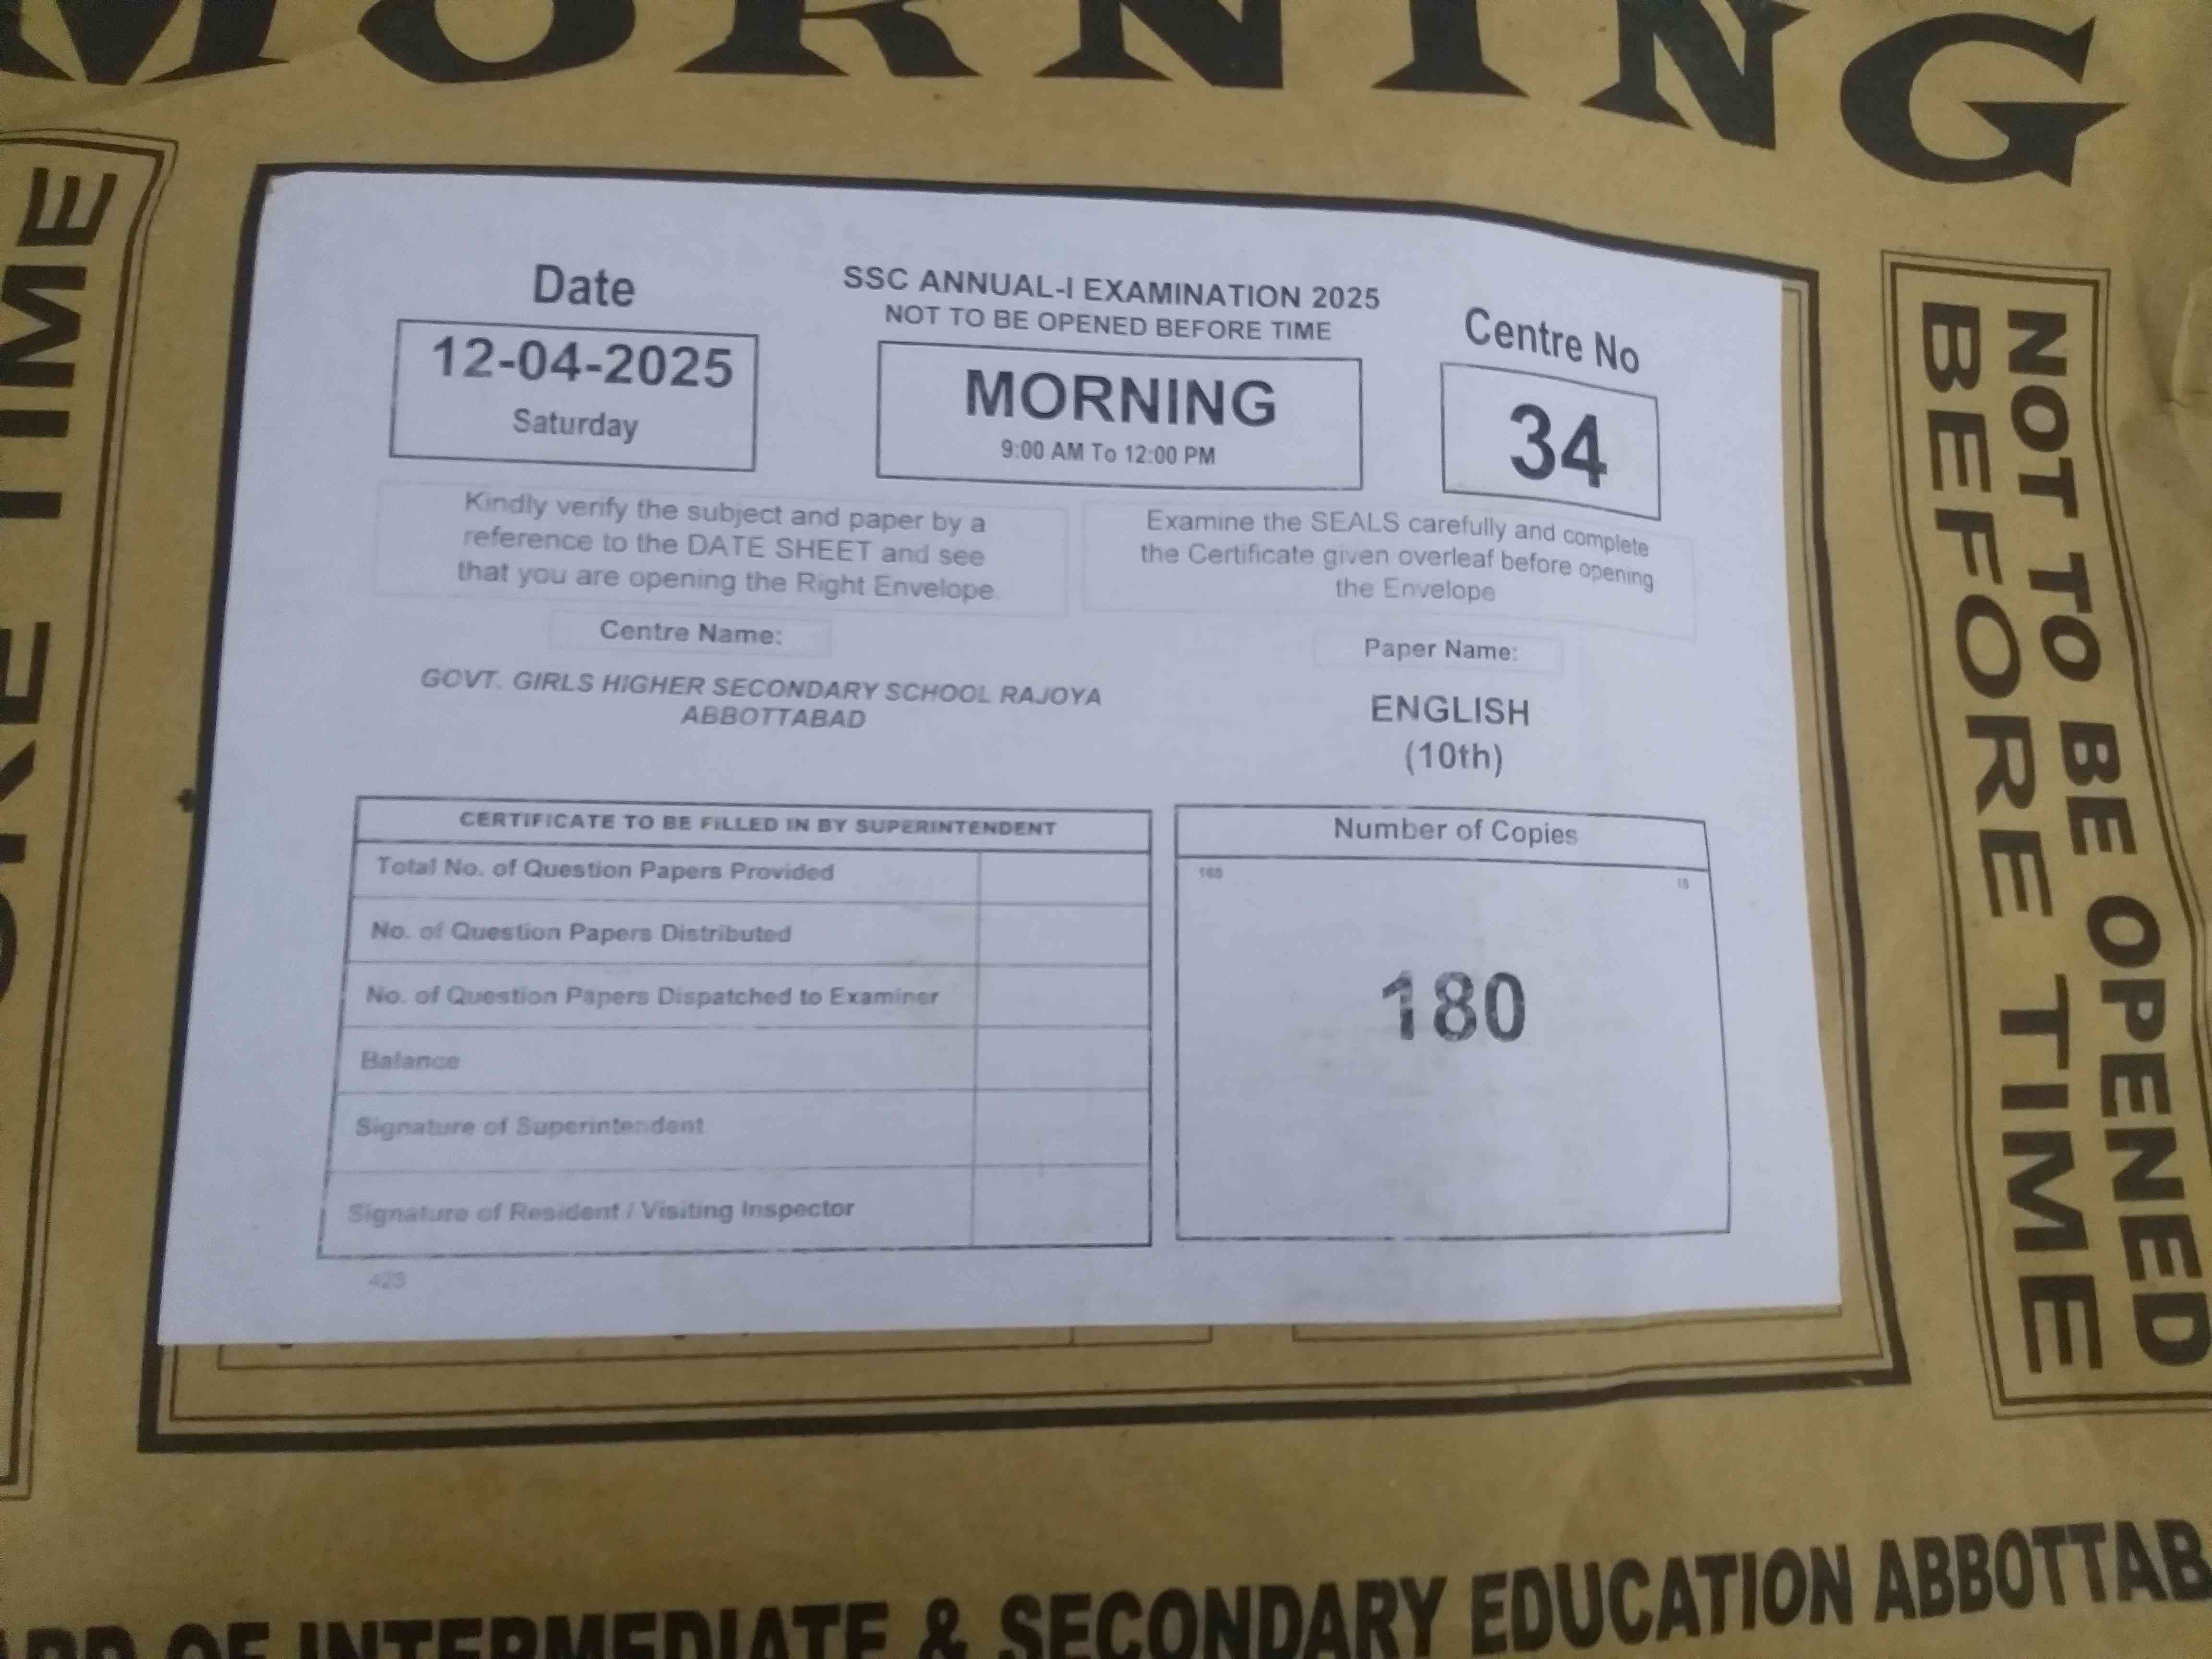 MORNING
TIME
NOT TO BE OPENED
BEFORE TIME
Date
12-04-2025
Saturday
SSC ANNUAL-I EXAMINATION 2025
NOT TO BE OPENED BEFORE TIME
MORNING
9:00 AM To 12:00 PM
Centre No
34
Kindly verify the subject and paper by a
reference to the DATE SHEET and see
that you are opening the Right Envelope
Examine the SEALS carefully and complete
the Certificate given overleaf before opening
the Envelope
Centre Name:
GOVT. GIRLS HIGHER SECONDARY SCHOOL RAJOYA
ABBOTTABAD
Paper Name:
ENGLISH
(10th)
CERTIFICATE TO BE FILLED IN BY SUPERINTENDENT
Total No. of Question Papers Provided
No. of Question Papers Distributed
No. of Question Papers Dispatched to Examiner
Balance
Signature of Superintendent
Signature of Resident / Visiting Inspector
423
Number of Copies
180
OF INTERMEDIATE & SECONDARY EDUCATION ABBOTTAB